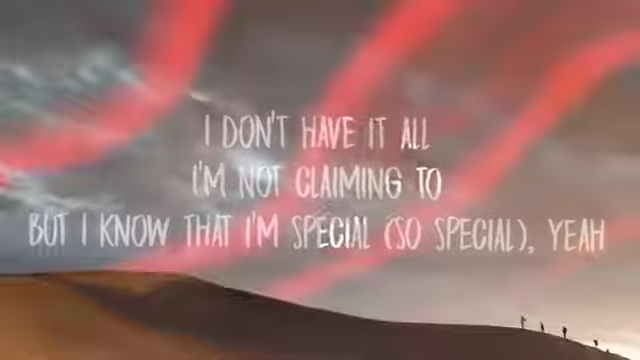 I DON'T HAVE IT ALL
I'M NOT CLAIMING TO
BUT I KNOW THAT I'M SPECIAL (SO SPECIAL), YEAH